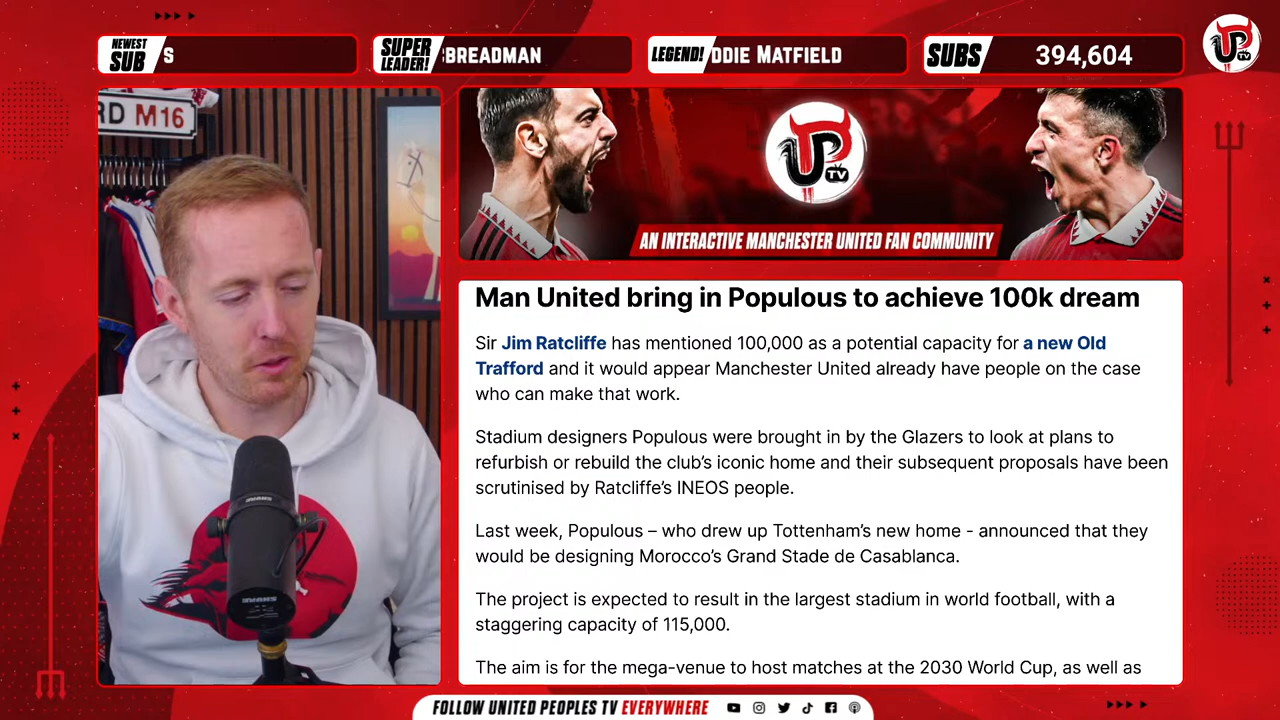 NEWEST
SUB
S
SUPER
LEADER!
BREADMAN
LEGEND!
DDIE MATFIELD
SUBS
394,604
UP
TV
RD M16
UP
TV
AN INTERACTIVE MANCHESTER UNITED FAN COMMUNITY
Man United bring in Populous to achieve 100k dream
Sir Jim Ratcliffe has mentioned 100,000 as a potential capacity for a new Old
Trafford and it would appear Manchester United already have people on the case
who can make that work.
Stadium designers Populous were brought in by the Glazers to look at plans to
refurbish or rebuild the club’s iconic home and their subsequent proposals have been
scrutinised by Ratcliffe’s INEOS people.
Last week, Populous – who drew up Tottenham’s new home - announced that they
would be designing Morocco’s Grand Stade de Casablanca.
The project is expected to result in the largest stadium in world football, with a
staggering capacity of 115,000.
The aim is for the mega-venue to host matches at the 2030 World Cup, as well as
SHURE
SHURE
FOLLOW UNITED PEOPLES TV EVERYWHERE